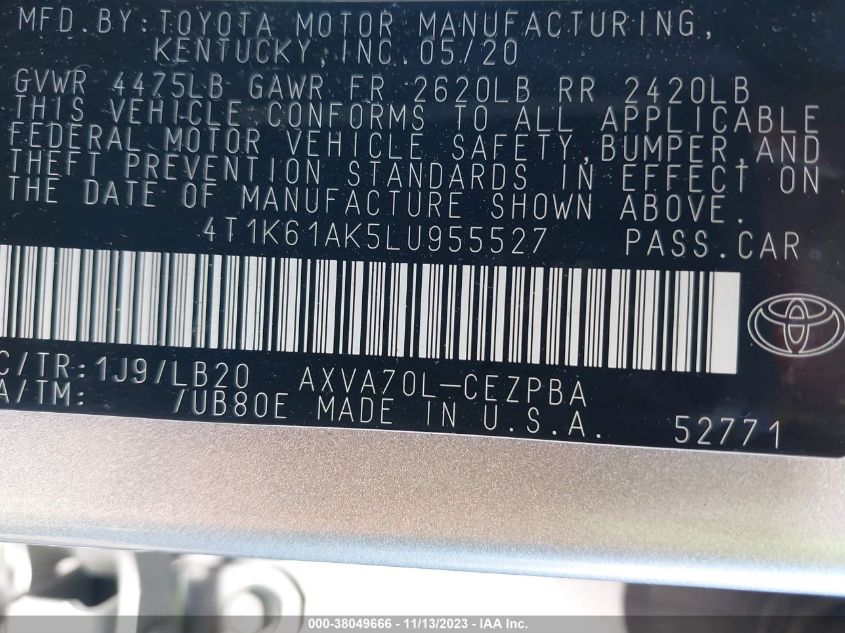 MFD. BY: TOYOTA MOTOR MANUFACTURING,
KENTUCKY, INC. 05/20
GVWR 4475LB GAWR FR 2620LB RR 2420LB
THIS VEHICLE CONFORMS TO ALL APPLICABLE
FEDERAL MOTOR VEHICLE SAFETY, BUMPER, AND
THEFT PREVENTION STANDARDS IN EFFECT ON
THE DATE OF MANUFACTURE SHOWN ABOVE.
4T1K61AK5LU955527 PASS. CAR
C/TR: 1J9/LB20 AXVA70L-CEZPBA
A/TM: /UB80E MADE IN U.S.A. 52771
000-38049666 - 11/13/2023 - IAA Inc.